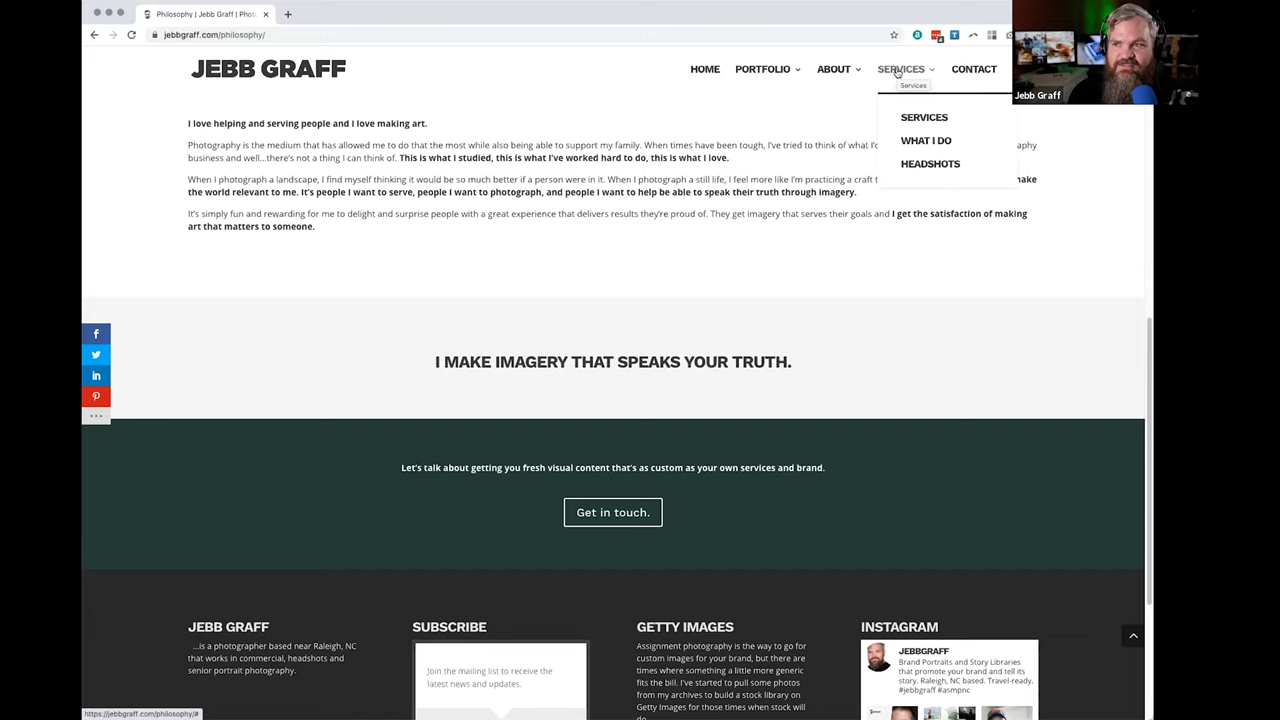 Philosophy | Jebb Graff | Phot
jebbgraff.com/philosophy/
JEBB GRAFF
HOME PORTFOLIO ABOUT SERVICES CONTACT
Services
SERVICES
WHAT I DO
HEADSHOTS
Jebb Graff
I love helping and serving people and I love making art.
Photography is the medium that has allowed me to do that the most while also being able to support my family. When times have been tough, I've tried to think of what I'd
business and well...there's not a thing I can think of. This is what I studied, this is what I've worked hard to do, this is what I love.
When I photograph a landscape, I find myself thinking it would be so much better if a person were in it. When I photograph a still life, I feel more like I'm practicing a craft make
the world relevant to me. It's people I want to serve, people I want to photograph, and people I want to help be able to speak their truth through imagery.
It's simply fun and rewarding for me to delight and surprise people with a great experience that delivers results they're proud of. They get imagery that serves their goals and I get the satisfaction of making
art that matters to someone.
I MAKE IMAGERY THAT SPEAKS YOUR TRUTH.
Let's talk about getting you fresh visual content that's as custom as your own services and brand.
Get in touch.
JEBB GRAFF
...is a photographer based near Raleigh, NC
that works in commercial, headshots and
senior portrait photography.
SUBSCRIBE
Join the mailing list to receive the
latest news and updates.
GETTY IMAGES
Assignment photography is the way to go for
custom images for your brand, but there are
times where something a little more generic
fits the bill. I've started to pull some photos
from my archives to build a stock library on
Getty Images for those times when stock will
do.
INSTAGRAM
JEBBGRAFF
Brand Portraits and Story Libraries
that promote your brand and tell its
story. Raleigh, NC based. Travel-ready.
#jebbgraff #asmpnc
https://jebbgraff.com/philosophy/#